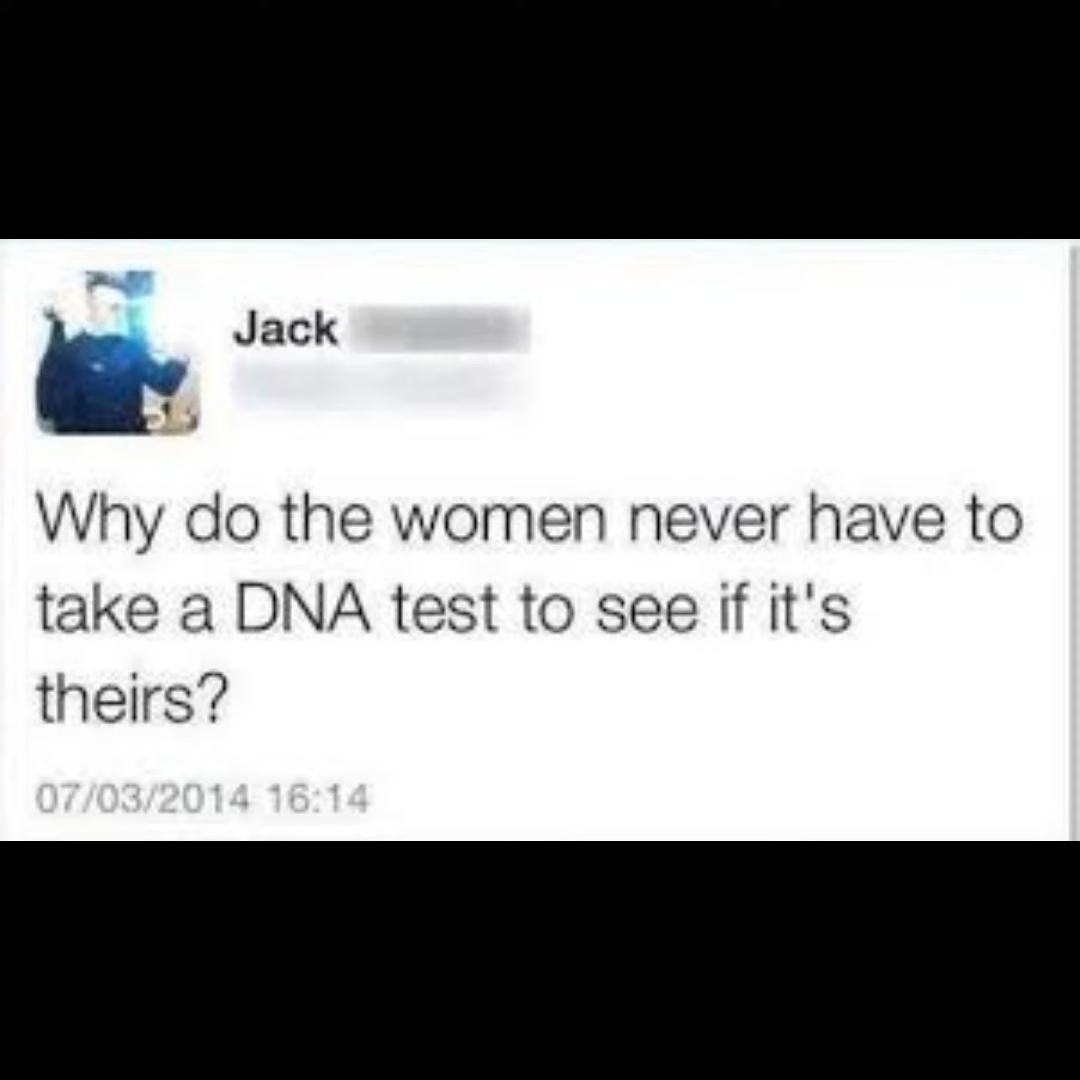 Jack
Why do the women never have to
take a DNA test to see if it's
theirs?
07/03/2014 16:14